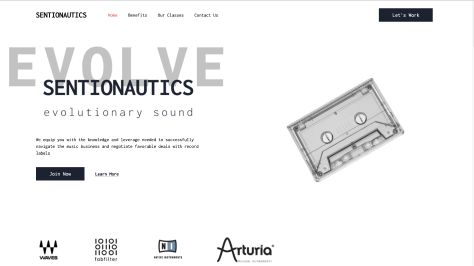 SENTIONAUTICS
Home Benefits Our Classes Contact Us
Let's Work
EVOLVE
SENTIONAUTICS
evolutionary sound
We equip you with the knowledge and leverage needed to successfully
navigate the music business and negotiate favorable deals with record
labels
Join Now Learn More
WAVES
fabfilter
NI
NATIVE INSTRUMENTS
Arturia